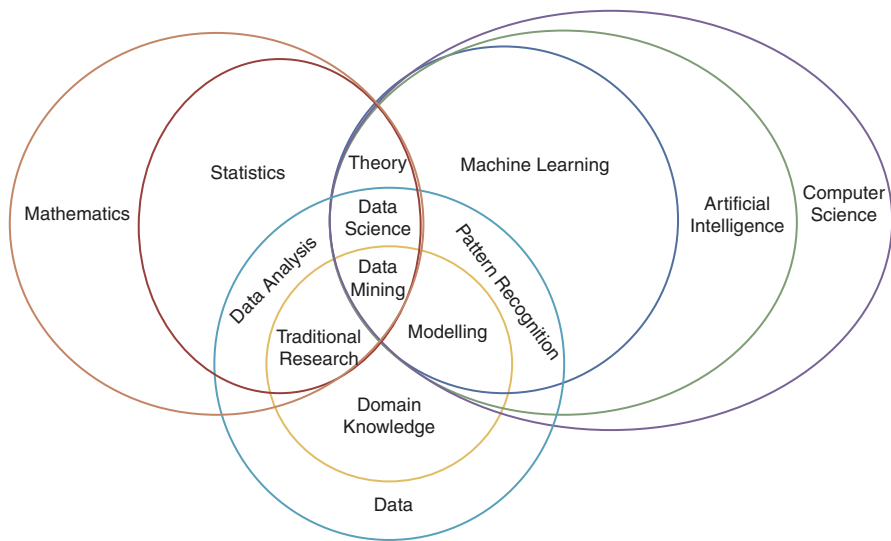 Theory
Machine Learning
Statistics
Mathematics
Artificial
Intelligence
Computer
Science
Data
Science
Data Analysis
Pattern Recognition
Data
Mining
Traditional
Research
Modelling
Domain
Knowledge
Data